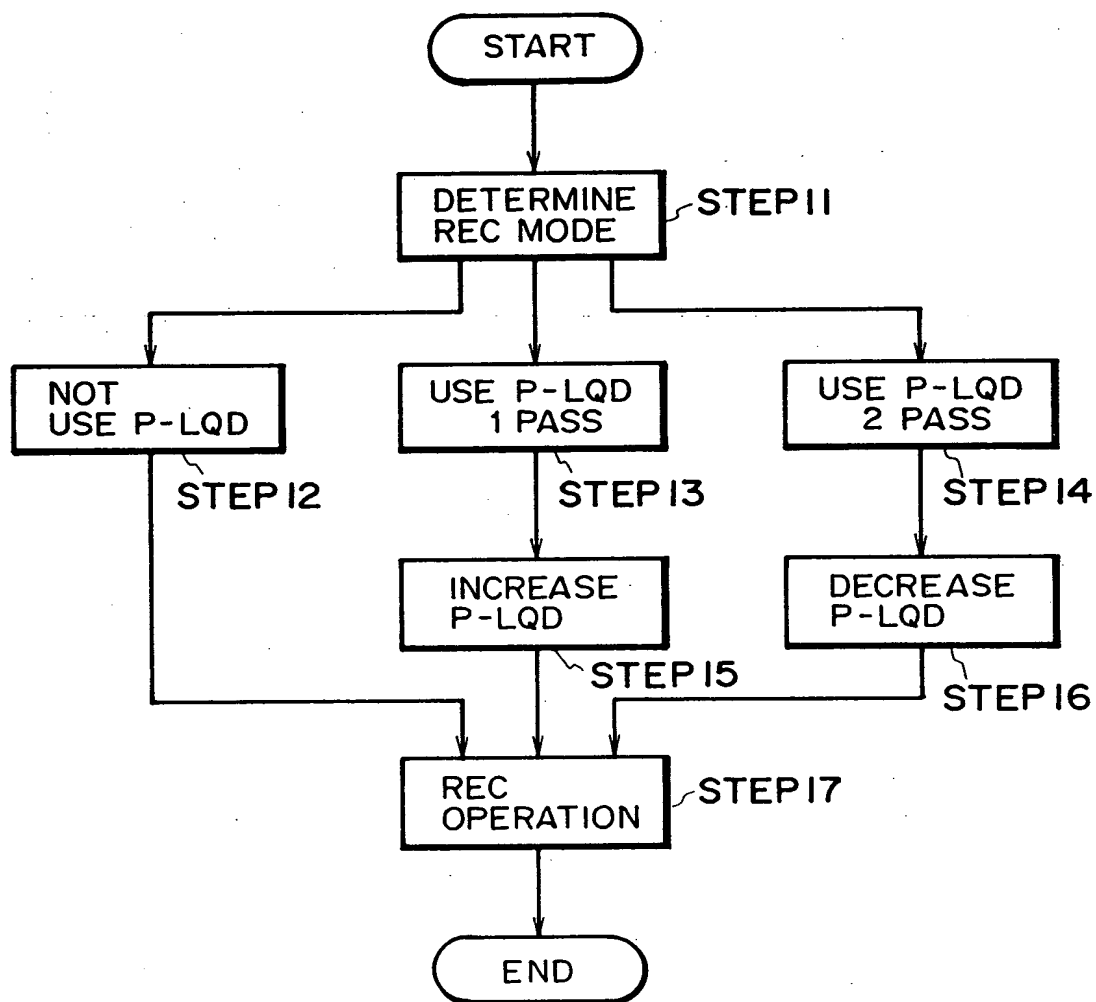 START
DETERMINE
REC MODE
STEP11
NOT
USE P-LQD
STEP12
USE P-LQD
1 PASS
STEP13
USE P-LQD
2 PASS
STEP14
INCREASE
P-LQD
STEP15
DECREASE
P-LQD
STEP16
REC
OPERATION
STEP17
END